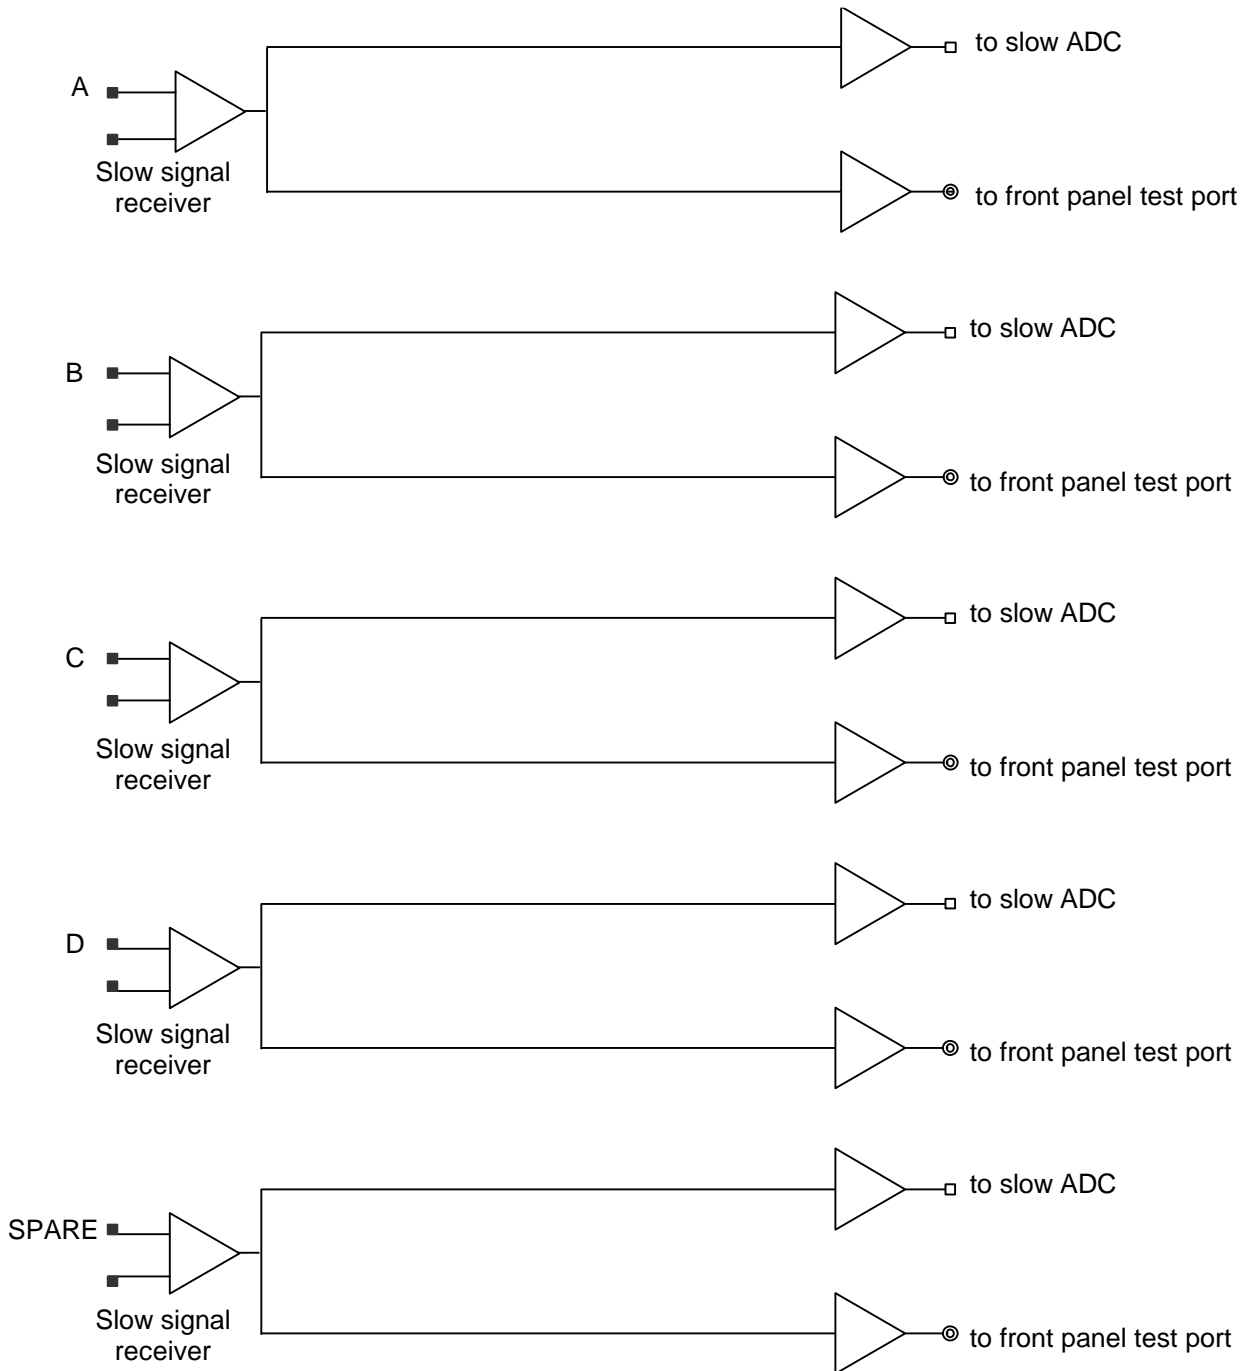 to slow ADC
A
Slow signal
receiver
to front panel test port
to slow ADC
B
Slow signal
receiver
to front panel test port
to slow ADC
C
Slow signal
receiver
to front panel test port
to slow ADC
D
Slow signal
receiver
to front panel test port
to slow ADC
SPARE
Slow signal
receiver
to front panel test port